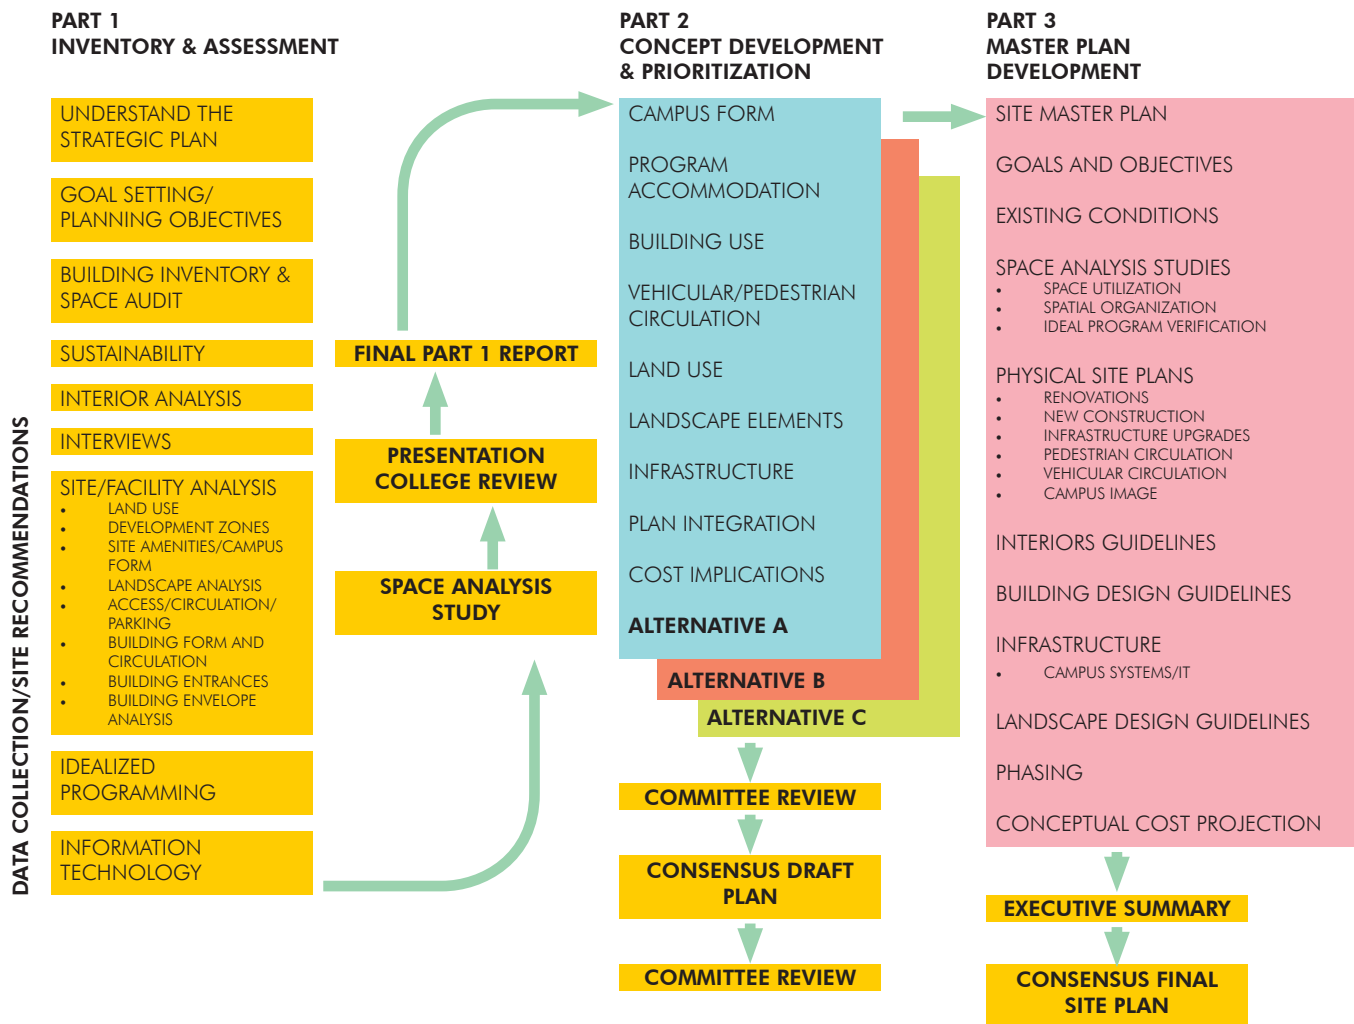 PART 1
INVENTORY & ASSESSMENT
DATA COLLECTION/SITE RECOMMENDATIONS
UNDERSTAND THE
STRATEGIC PLAN
GOAL SETTING/
PLANNING OBJECTIVES
BUILDING INVENTORY &
SPACE AUDIT
SUSTAINABILITY
INTERIOR ANALYSIS
INTERVIEWS
SITE/FACILITY ANALYSIS
• LAND USE
• DEVELOPMENT ZONES
• SITE AMENITIES/CAMPUS
FORM
• LANDSCAPE ANALYSIS
• ACCESS/CIRCULATION/
PARKING
• BUILDING FORM AND
CIRCULATION
• BUILDING ENTRANCES
• BUILDING ENVELOPE
ANALYSIS
IDEALIZED
PROGRAMMING
INFORMATION
TECHNOLOGY
SPACE ANALYSIS
STUDY
PRESENTATION
COLLEGE REVIEW
FINAL PART 1 REPORT
PART 2
CONCEPT DEVELOPMENT
& PRIORITIZATION
CAMPUS FORM
PROGRAM
ACCOMMODATION
BUILDING USE
VEHICULAR/PEDESTRIAN
CIRCULATION
LAND USE
LANDSCAPE ELEMENTS
INFRASTRUCTURE
PLAN INTEGRATION
COST IMPLICATIONS
ALTERNATIVE A
ALTERNATIVE B
ALTERNATIVE C
COMMITTEE REVIEW
CONSENSUS DRAFT
PLAN
COMMITTEE REVIEW
PART 3
MASTER PLAN
DEVELOPMENT
SITE MASTER PLAN
GOALS AND OBJECTIVES
EXISTING CONDITIONS
SPACE ANALYSIS STUDIES
• SPACE UTILIZATION
• SPATIAL ORGANIZATION
• IDEAL PROGRAM VERIFICATION
PHYSICAL SITE PLANS
• RENOVATIONS
• NEW CONSTRUCTION
• INFRASTRUCTURE UPGRADES
• PEDESTRIAN CIRCULATION
• VEHICULAR CIRCULATION
• CAMPUS IMAGE
INTERIORS GUIDELINES
BUILDING DESIGN GUIDELINES
INFRASTRUCTURE
• CAMPUS SYSTEMS/IT
LANDSCAPE DESIGN GUIDELINES
PHASING
CONCEPTUAL COST PROJECTION
EXECUTIVE SUMMARY
CONSENSUS FINAL
SITE PLAN